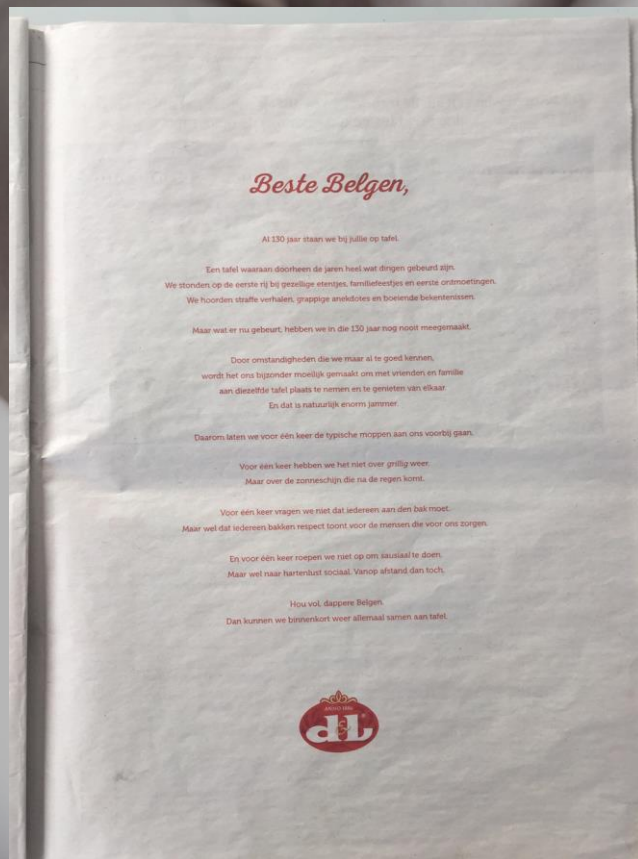 Beste Belgen,
Al 130 jaar staan we bij jullie op tafel.
Een tafel waaraan doorheen de jaren heel wat dingen gebeurd zijn.
We stonden op de eerste rij bij gezellige etentjes, familiefeestjes en eerste ontmoetingen.
We hoorden straffe verhalen, grappige anekdotes en boeiende bekentenissen.
Maar wat er nu gebeurt, hebben we in die 130 jaar nog nooit meegemaakt.
Door omstandigheden die we maar al te goed kennen,
wordt het ons bijzonder moeilijk gemaakt om met vrienden en familie
aan diezelfde tafel plaats te nemen en te genieten van elkaar.
En dat is natuurlijk enorm jammer.
Daarom laten we voor één keer de typische moppen aan ons voorbij gaan.
Voor één keer hebben we het niet over grillig weer.
Maar over de zonneschijn die na de regen komt.
Voor één keer vragen we niet dat iedereen aan den bak moet.
Maar wel dat iedereen bakken respect toont voor de mensen die voor ons zorgen.
En voor één keer roepen we niet op om sausiaal te doen.
Maar wel naar hartenlust sociaal. Vanop afstand dan toch.
Hou vol, dappere Belgen.
Dan kunnen we binnenkort weer allemaal samen aan tafel.
d&L